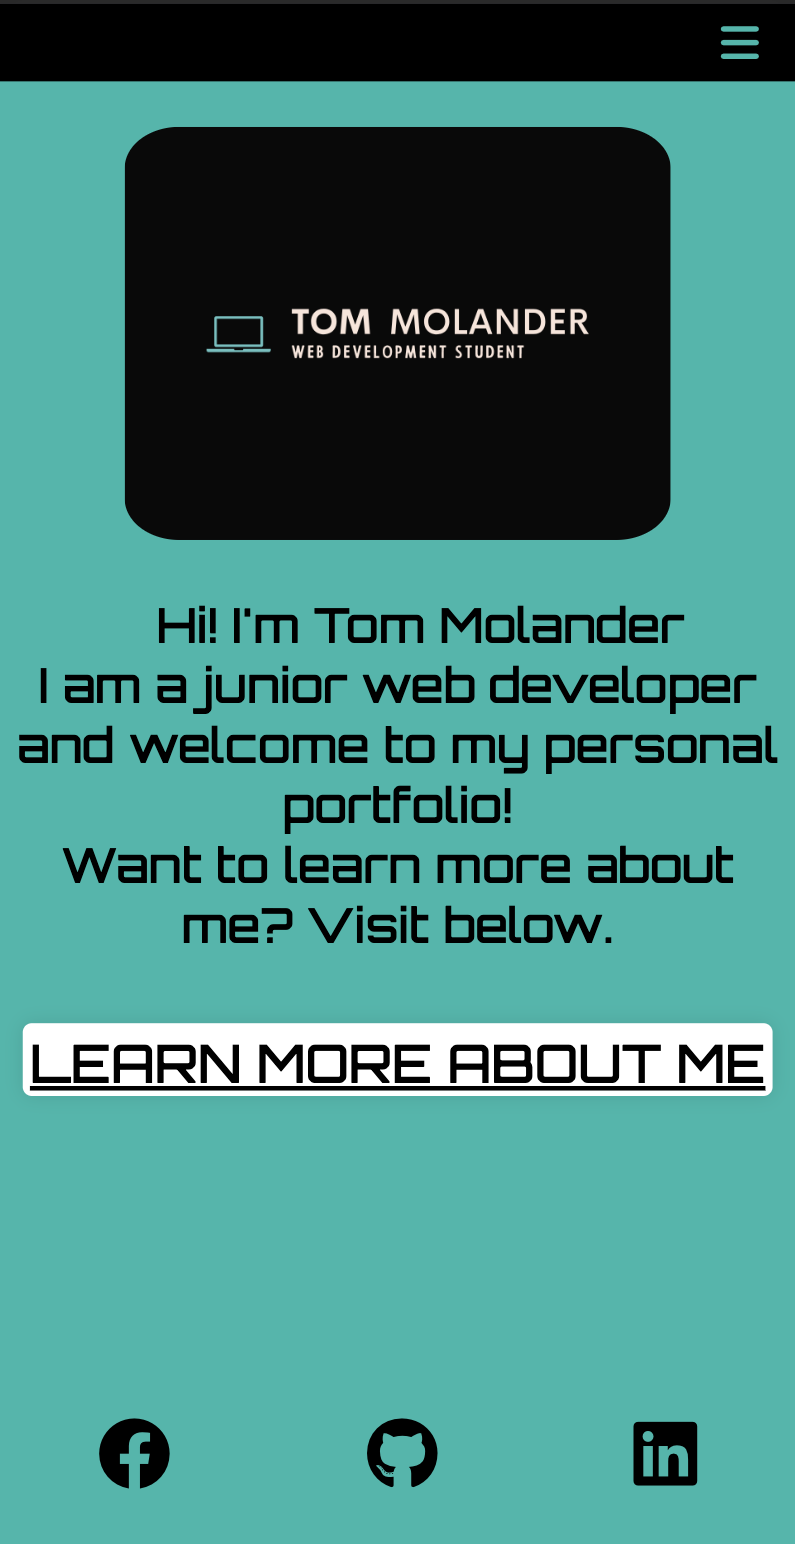 TOM MOLANDER
WEB DEVELOPMENT STUDENT
Hi! I'm Tom Molander
I am a junior web developer
and welcome to my personal
portfolio!
Want to learn more about
me? Visit below.
LEARN MORE ABOUT ME